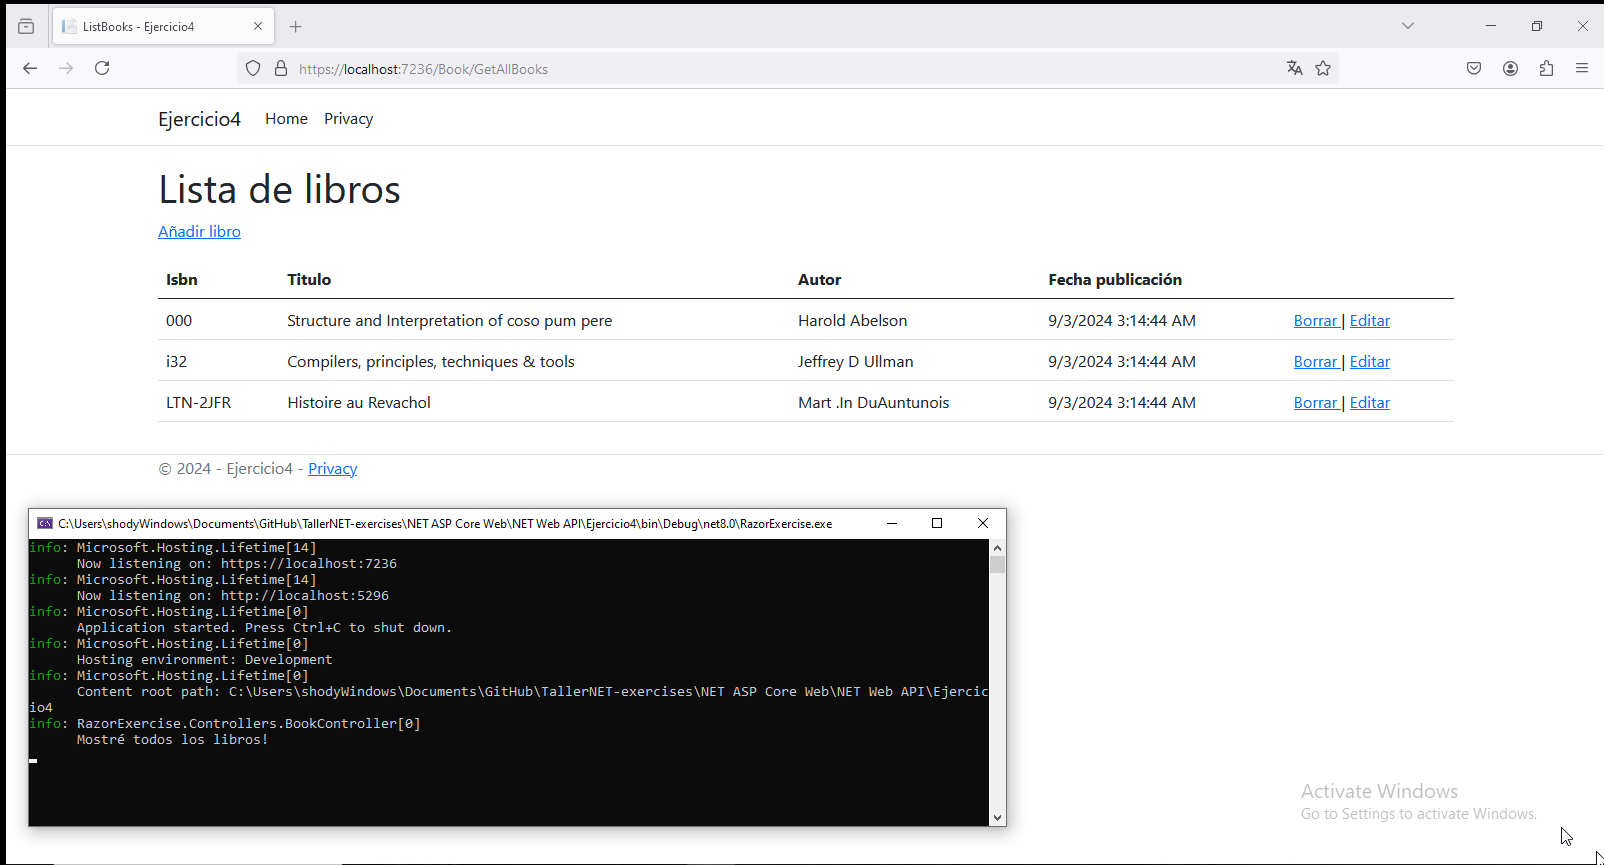 ListBooks - Ejercicio4
https://localhost:7236/Book/GetAllBooks
Ejercicio4 Home Privacy
Lista de libros
Añadir libro
Isbn Titulo Autor Fecha publicación
000 Structure and Interpretation of coso pum pere Harold Abelson 9/3/2024 3:14:44 AM Borrar | Editar
i32 Compilers, principles, techniques & tools Jeffrey D Ullman 9/3/2024 3:14:44 AM Borrar | Editar
LTN-2JFR Histoire au Revachol Mart .In DuAuntunois 9/3/2024 3:14:44 AM Borrar | Editar
© 2024 - Ejercicio4 - Privacy
C:\Users\shodyWindows\Documents\GitHub\TallerNET-exercises\NET ASP Core Web\NET Web API\Ejercicio4\bin\Debug\net8.0\RazorExercise.exe
info: Microsoft.Hosting.Lifetime[14]
Now listening on: https://localhost:7236
info: Microsoft.Hosting.Lifetime[14]
Now listening on: http://localhost:5296
info: Microsoft.Hosting.Lifetime[0]
Application started. Press Ctrl+C to shut down.
info: Microsoft.Hosting.Lifetime[0]
Hosting environment: Development
info: Microsoft.Hosting.Lifetime[0]
Content root path: C:\Users\shodyWindows\Documents\GitHub\TallerNET-exercises\NET ASP Core Web\NET Web API\Ejercic
io4
info: RazorExercise.Controllers.BookController[0]
Mostré todos los libros!
Activate Windows
Go to Settings to activate Windows.